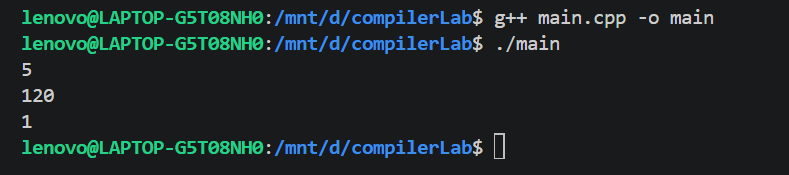 lenovo@LAPTOP-G5T08NH0:/mnt/d/compilerLab$ g++ main.cpp -o main
lenovo@LAPTOP-G5T08NH0:/mnt/d/compilerLab$ ./main
5
120
1
lenovo@LAPTOP-G5T08NH0:/mnt/d/compilerLab$